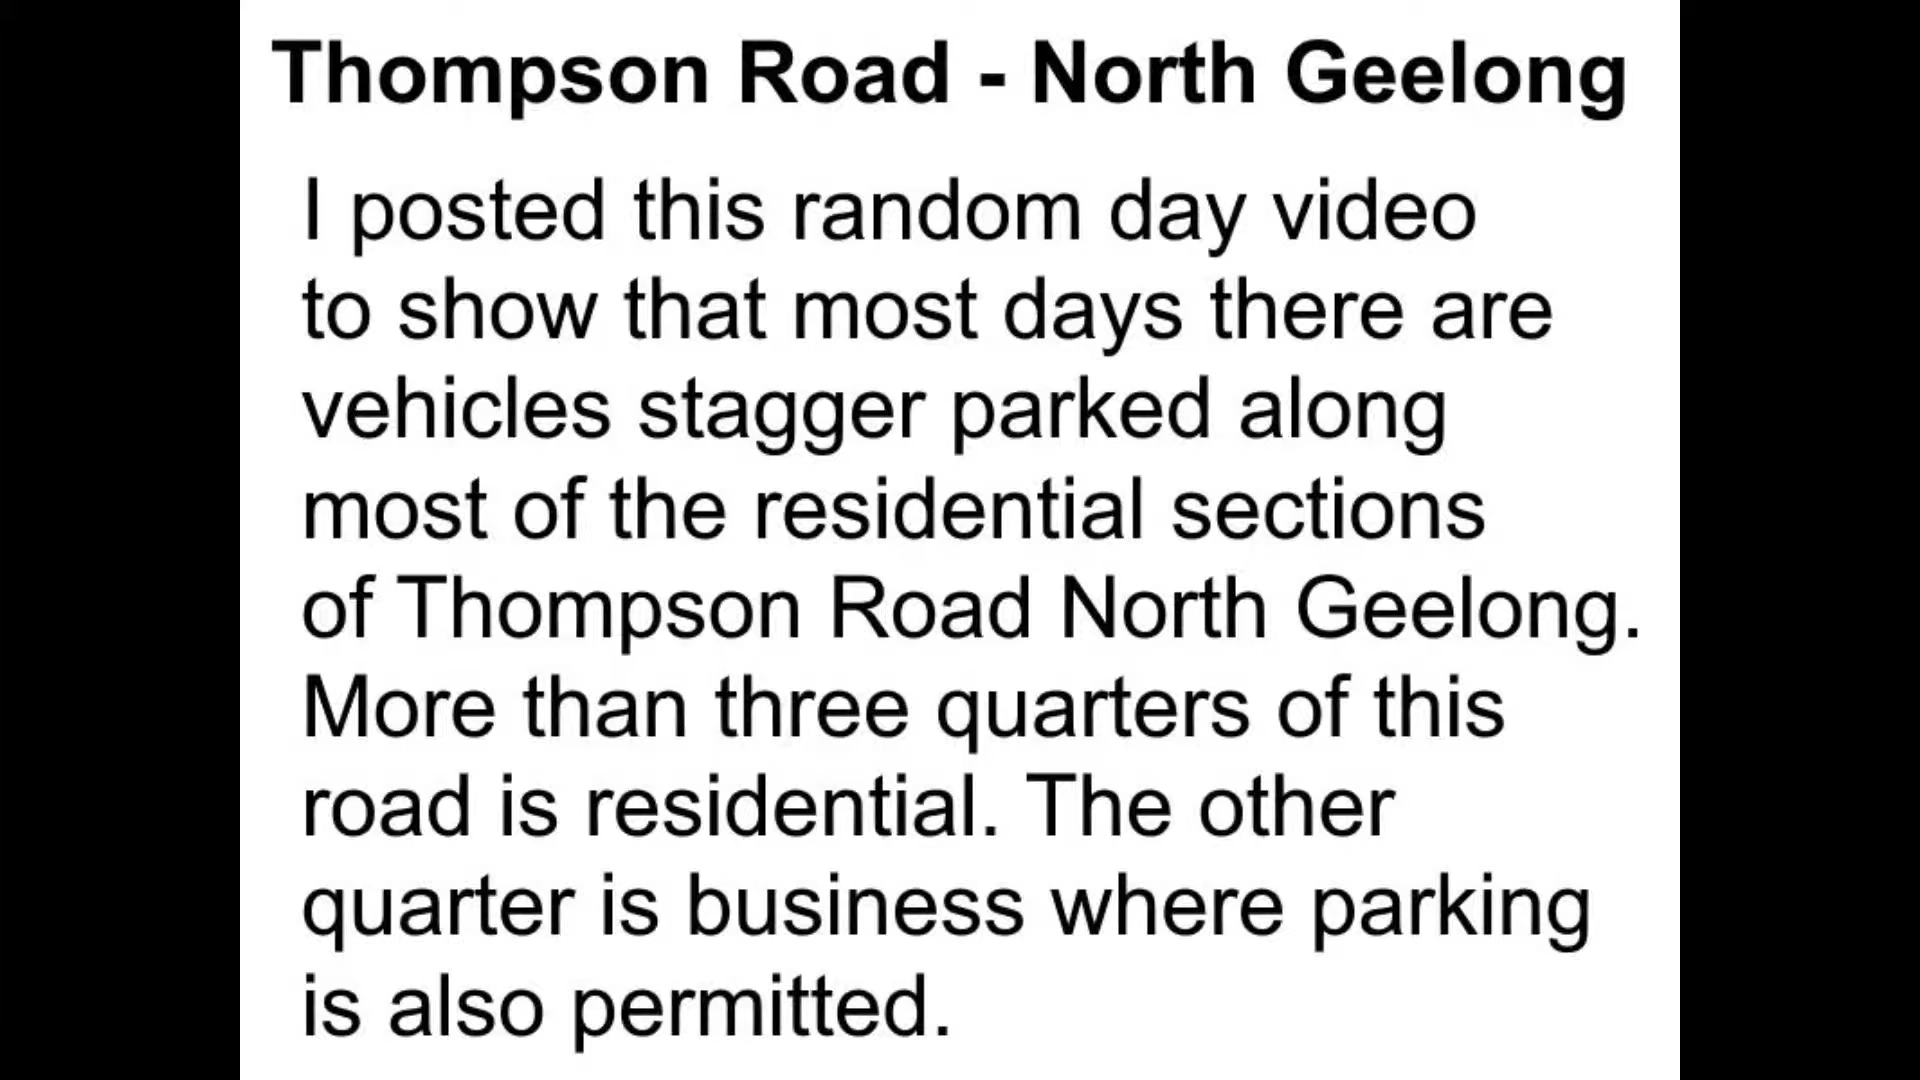 Thompson Road - North Geelong
I posted this random day video
to show that most days there are
vehicles stagger parked along
most of the residential sections
of Thompson Road North Geelong.
More than three quarters of this
road is residential. The other
quarter is business where parking
is also permitted.